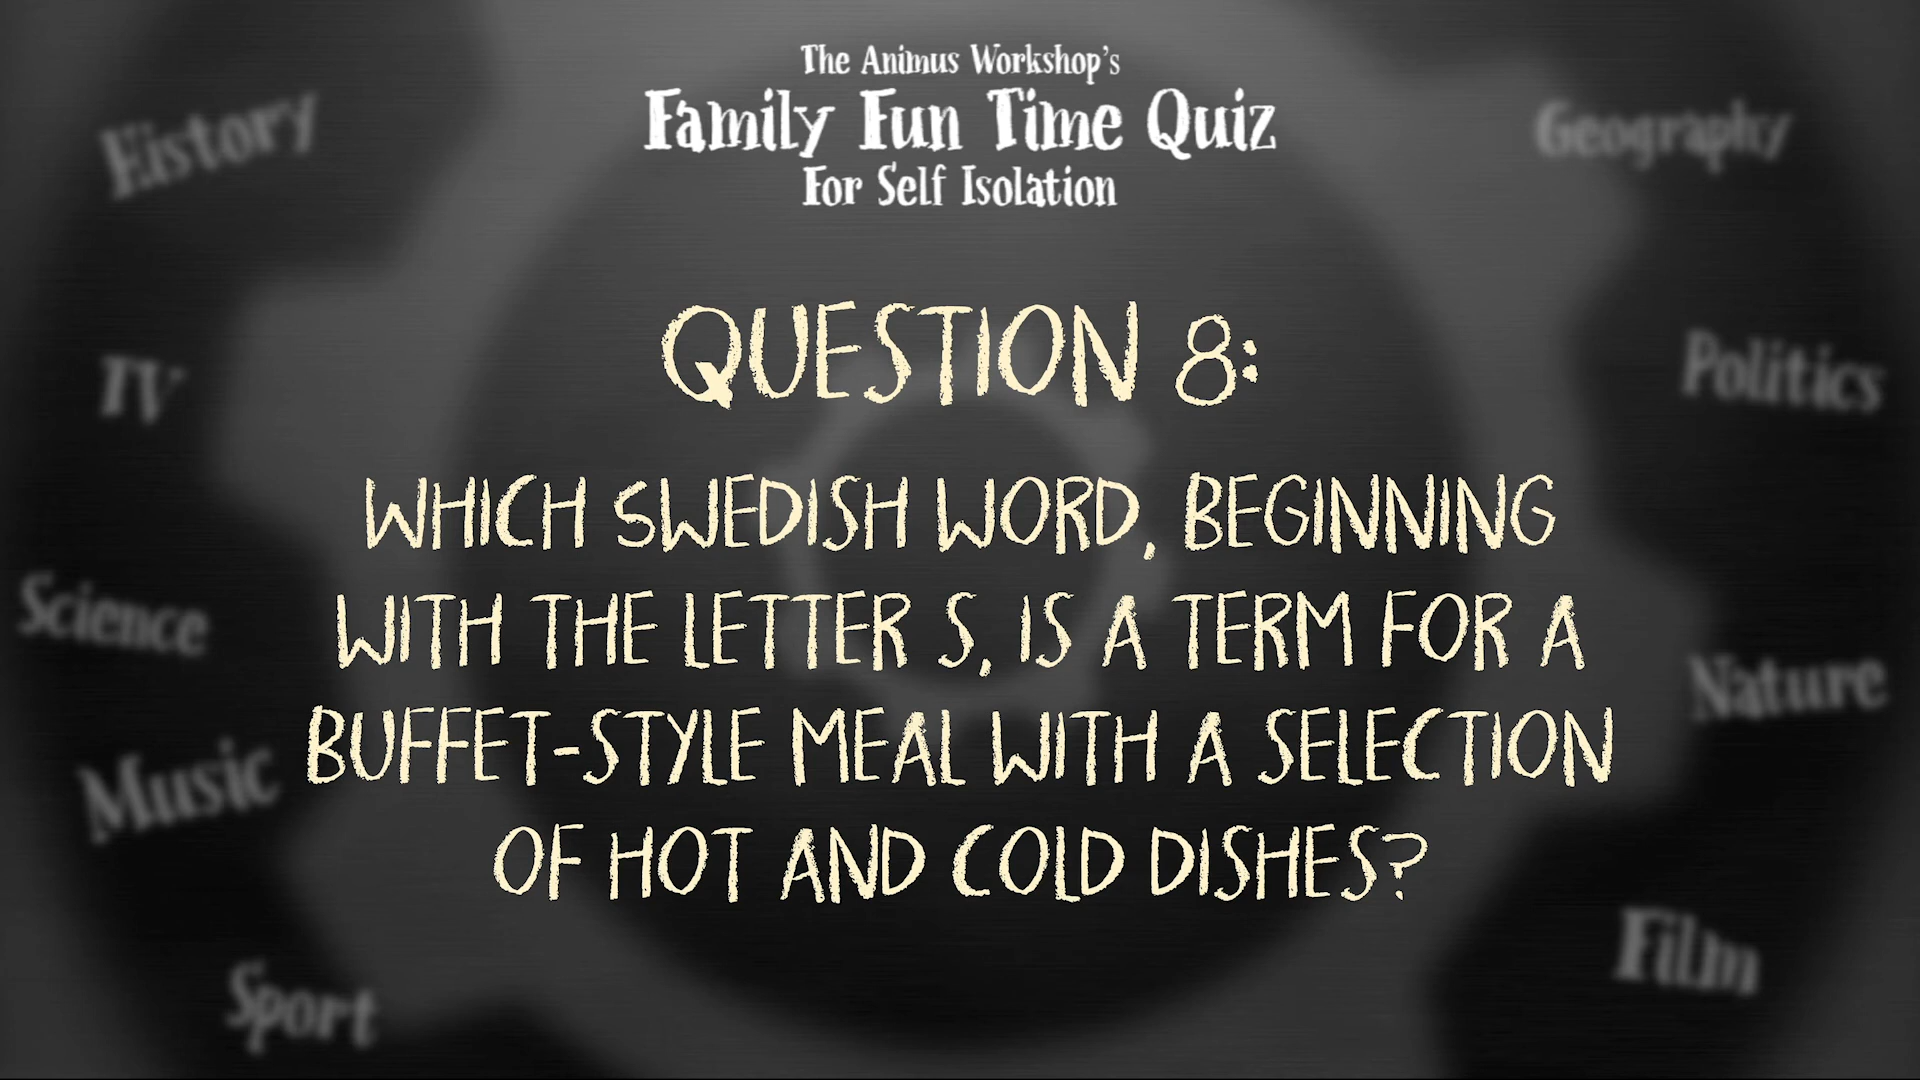 The Animus Workshop's
Family Fun Time Quiz
For Self Isolation
History
Geography
TV
Politics
Science
Nature
Music
Sport
Film
QUESTION 8:
WHICH SWEDISH WORD, BEGINNING
WITH THE LETTER S, IS A TERM FOR A
BUFFET-STYLE MEAL WITH A SELECTION
OF HOT AND COLD DISHES?